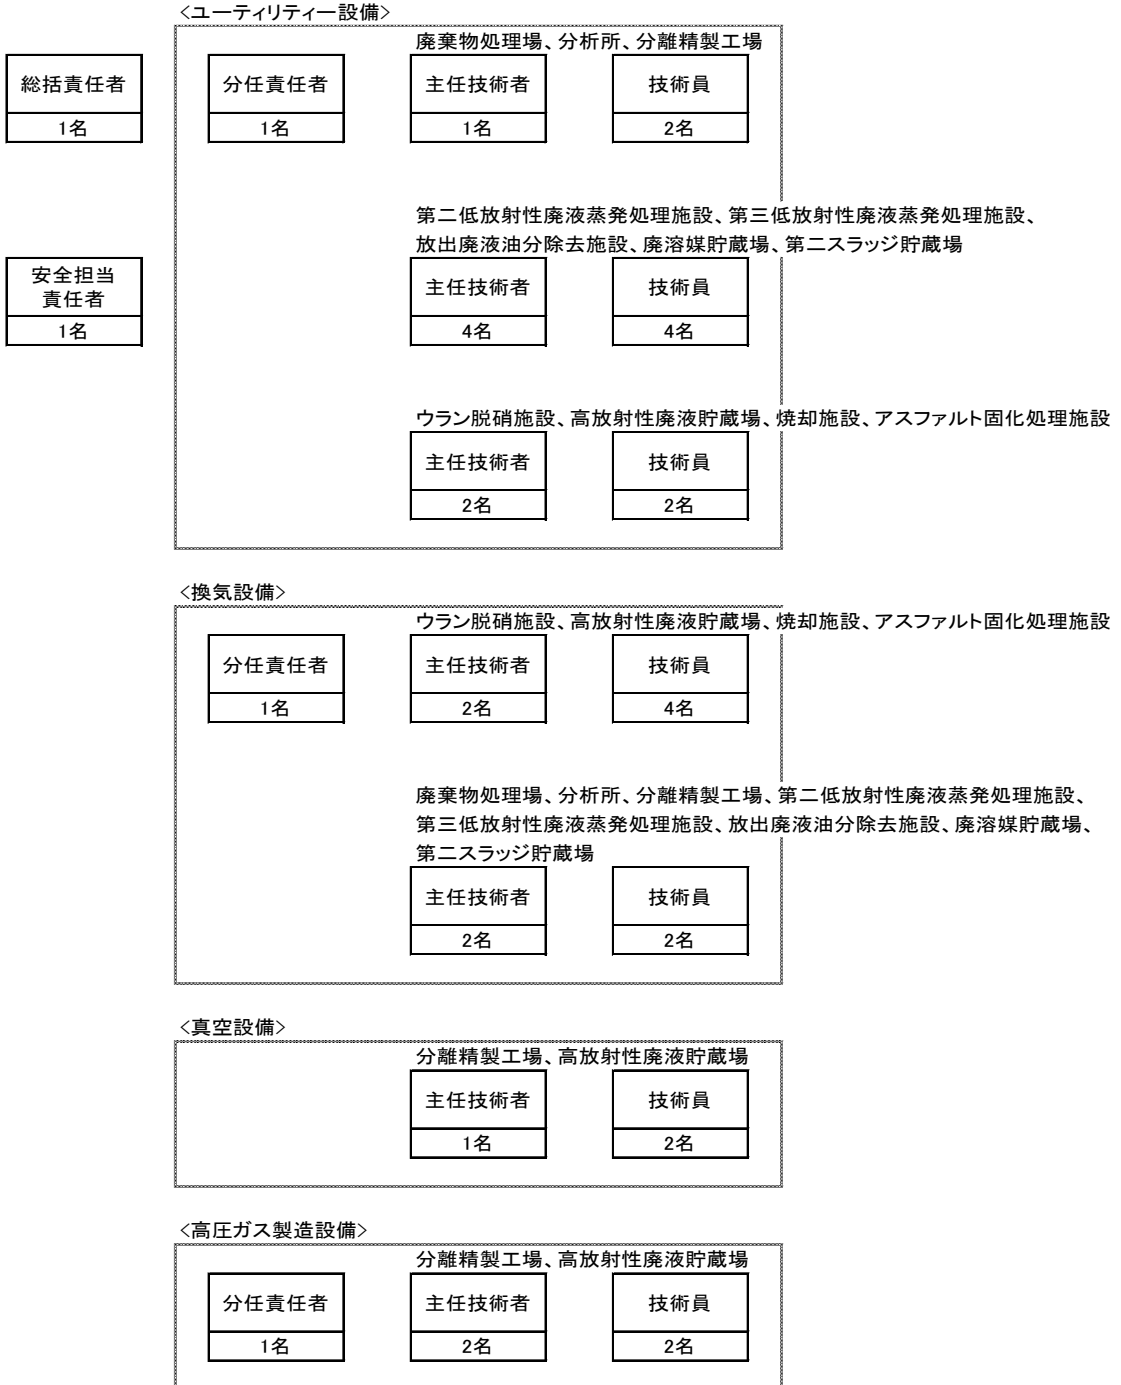 〈ユーティリティー設備〉
廃棄物処理場、分析所、分離精製工場
総括責任者
分任責任者
主任技術者
技術員
1名
1名
1名
2名
第二低放射性廃液蒸発処理施設、第三低放射性廃液蒸発処理施設、
放出廃液油分除去施設、廃溶媒貯蔵場、第二スラッジ貯蔵場
安全担当
責任者
主任技術者
技術員
1名
4名
4名
ウラン脱硝施設、高放射性廃液貯蔵場、焼却施設、アスファルト固化処理施設
主任技術者
技術員
2名
2名
〈換気設備〉
ウラン脱硝施設、高放射性廃液貯蔵場、焼却施設、アスファルト固化処理施設
分任責任者
主任技術者
技術員
1名
2名
4名
廃棄物処理場、分析所、分離精製工場、第二低放射性廃液蒸発処理施設、
第三低放射性廃液蒸発処理施設、放出廃液油分除去施設、廃溶媒貯蔵場、
第二スラッジ貯蔵場
主任技術者
技術員
2名
2名
〈真空設備〉
分離精製工場、高放射性廃液貯蔵場
主任技術者
技術員
1名
2名
〈高圧ガス製造設備〉
分離精製工場、高放射性廃液貯蔵場
分任責任者
主任技術者
技術員
1名
2名
2名